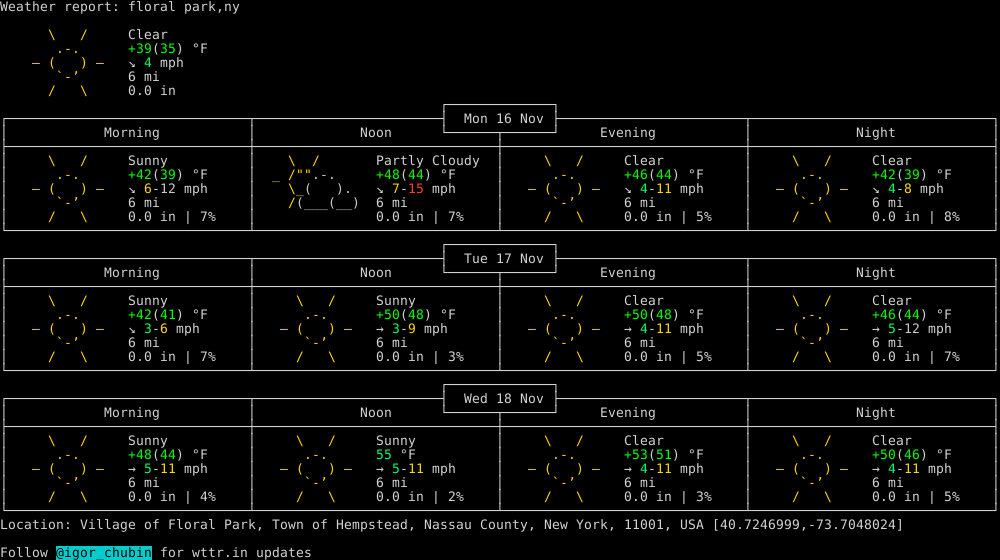 Weather report: floral park,ny
Clear
+39(35) °F
↘ 4 mph
6 mi
0.0 in
Mon 16 Nov
Morning Noon Evening Night
Sunny Partly Cloudy Clear Clear
+42(39) °F +48(44) °F +46(44) °F +42(39) °F
↘ 6-12 mph ↘ 7-15 mph ↘ 4-11 mph ↘ 4-8 mph
6 mi 6 mi 6 mi 6 mi
0.0 in | 7% 0.0 in | 7% 0.0 in | 5% 0.0 in | 8%
Tue 17 Nov
Morning Noon Evening Night
Sunny Sunny Clear Clear
+42(41) °F +50(48) °F +50(48) °F +46(44) °F
↘ 3-6 mph → 3-9 mph → 4-11 mph → 5-12 mph
6 mi 6 mi 6 mi 6 mi
0.0 in | 7% 0.0 in | 3% 0.0 in | 5% 0.0 in | 7%
Wed 18 Nov
Morning Noon Evening Night
Sunny Sunny Clear Clear
+48(44) °F 55 °F +53(51) °F +50(46) °F
→ 5-11 mph → 5-11 mph → 4-11 mph → 4-11 mph
6 mi 6 mi 6 mi 6 mi
0.0 in | 4% 0.0 in | 2% 0.0 in | 3% 0.0 in | 5%
Location: Village of Floral Park, Town of Hempstead, Nassau County, New York, 11001, USA [40.7246999,-73.7048024]
Follow @igor_chubin for wttr.in updates